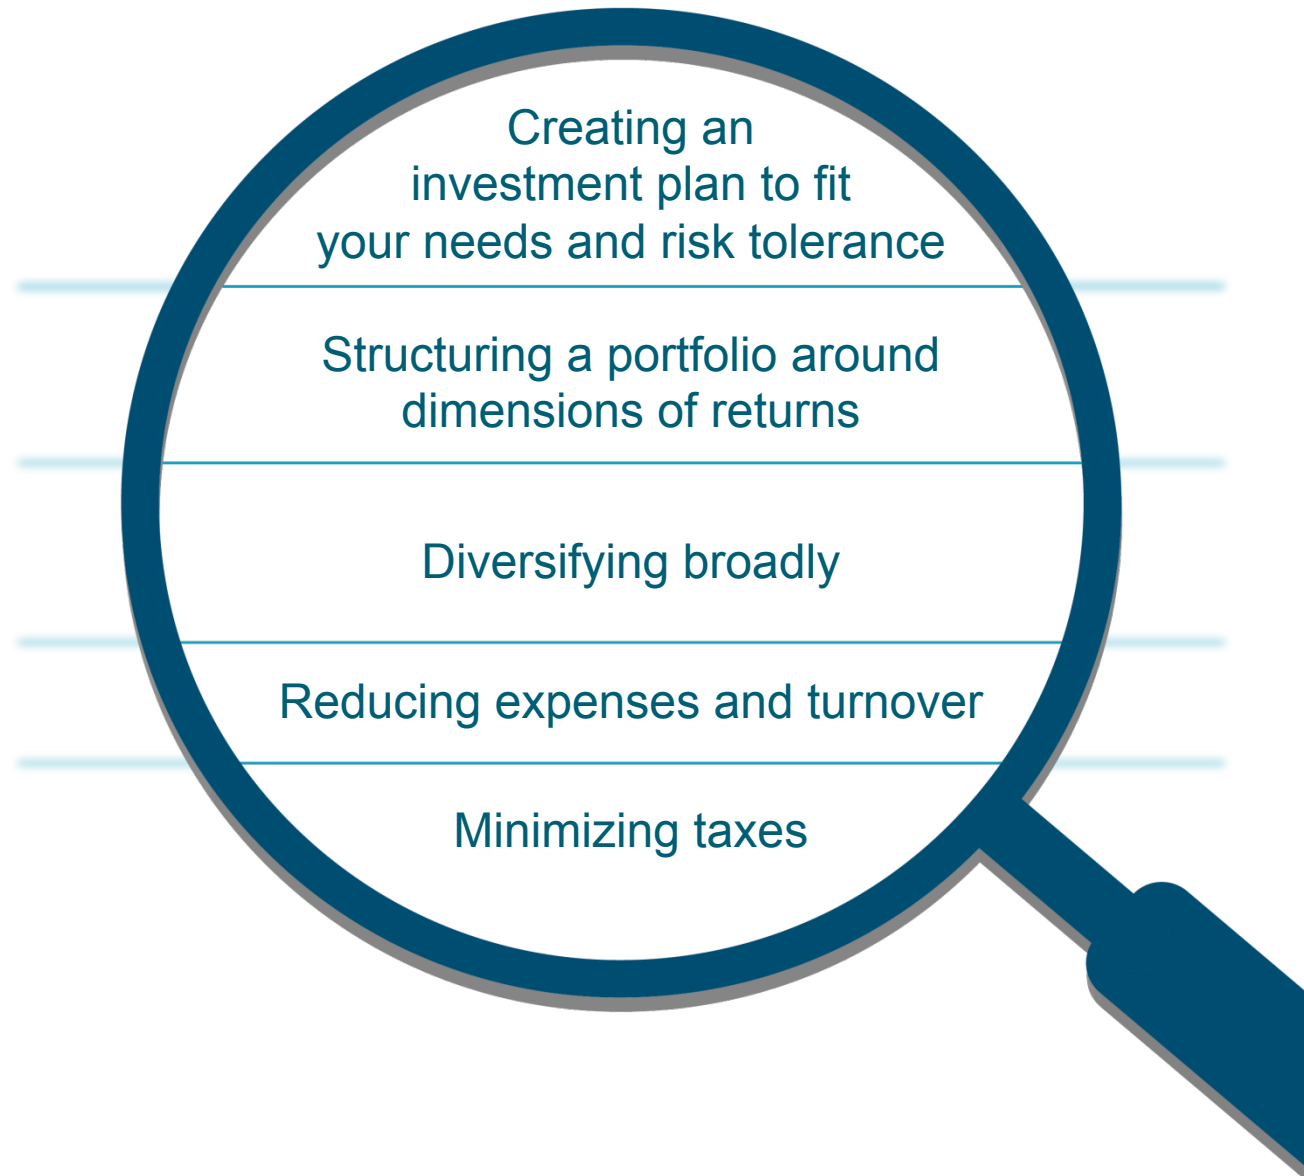 Creating an
investment plan to fit
your needs and risk tolerance
Structuring a portfolio around
dimensions of returns
Diversifying broadly
Reducing expenses and turnover
Minimizing taxes